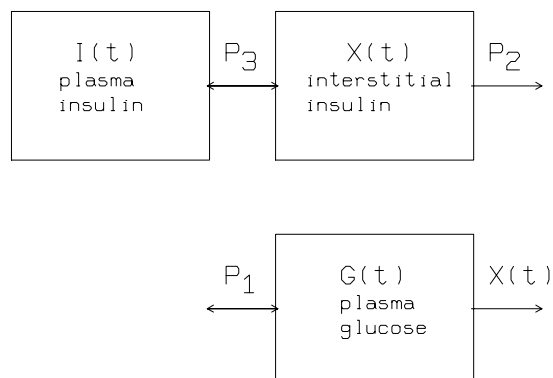 I(t)
plasma
insulin
P3
X(t)
interstitial
insulin
P2
P1
G(t)
plasma
glucose
X(t)